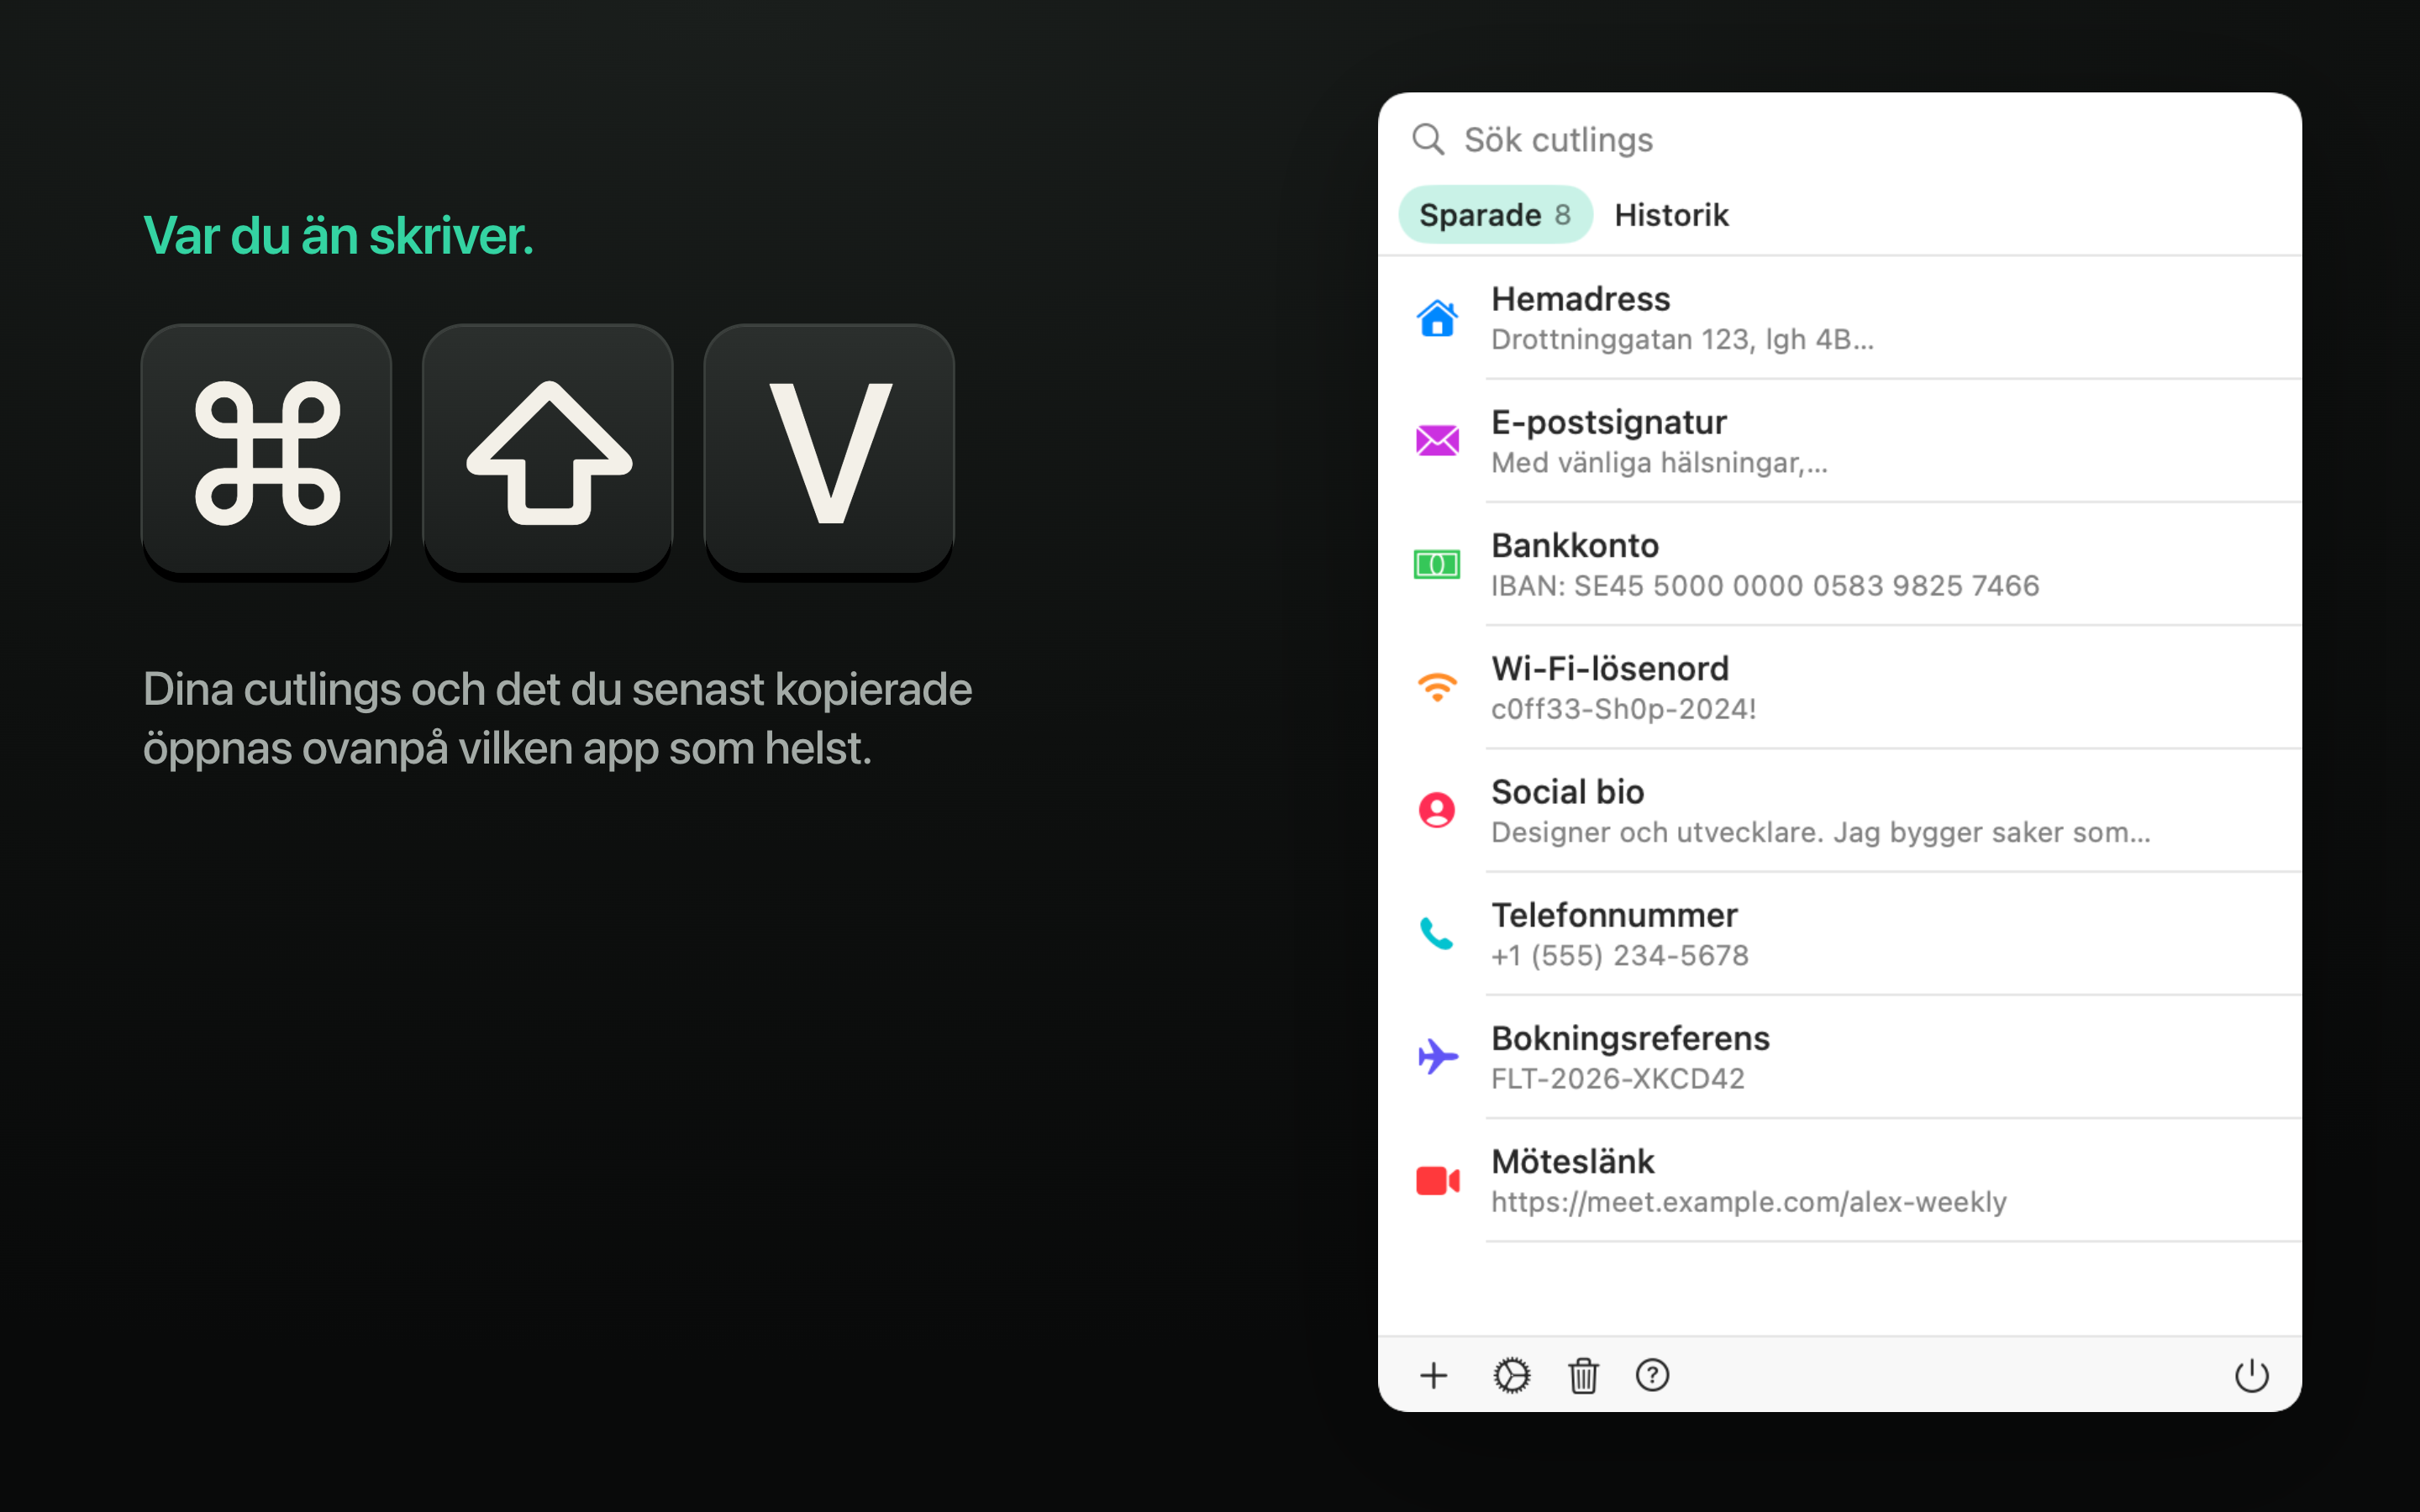 Var du än skriver.
⌘ ⇧ V
Dina cutlings och det du senast kopierade
öppnas ovanpå vilken app som helst.
Sök cutlings
Sparade 8 Historik
Hemadress
Drottninggatan 123, lgh 4B...
E-postsignatur
Med vänliga hälsningar,...
Bankkonto
IBAN: SE45 5000 0000 0583 9825 7466
Wi-Fi-lösenord
c0ff33-Sh0p-2024!
Social bio
Designer och utvecklare. Jag bygger saker som...
Telefonnummer
+1 (555) 234-5678
Bokningsreferens
FLT-2026-XKCD42
Möteslänk
https://meet.example.com/alex-weekly